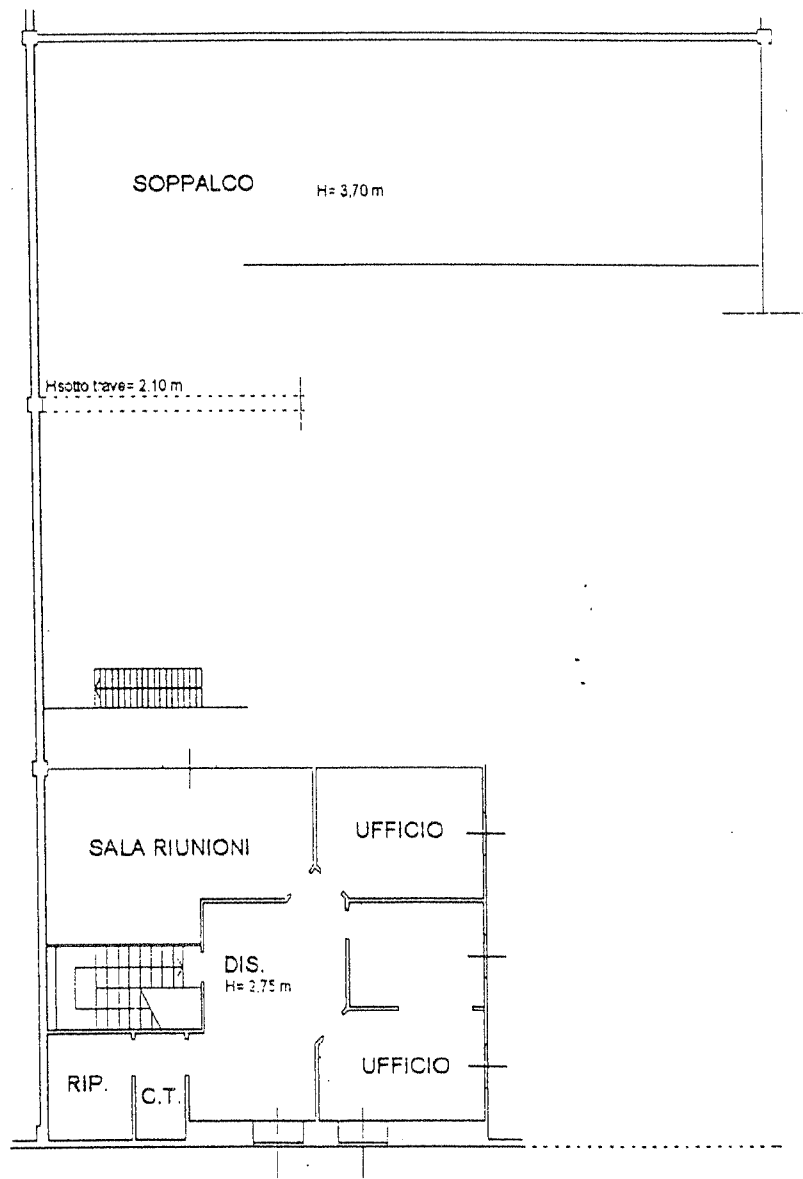 SOPPALCO
H= 3,70 m
Hsotto trave= 2.10 m
SALA RIUNIONI
UFFICIO
DIS.
H= 2,75 m
UFFICIO
RIP.
C.T.